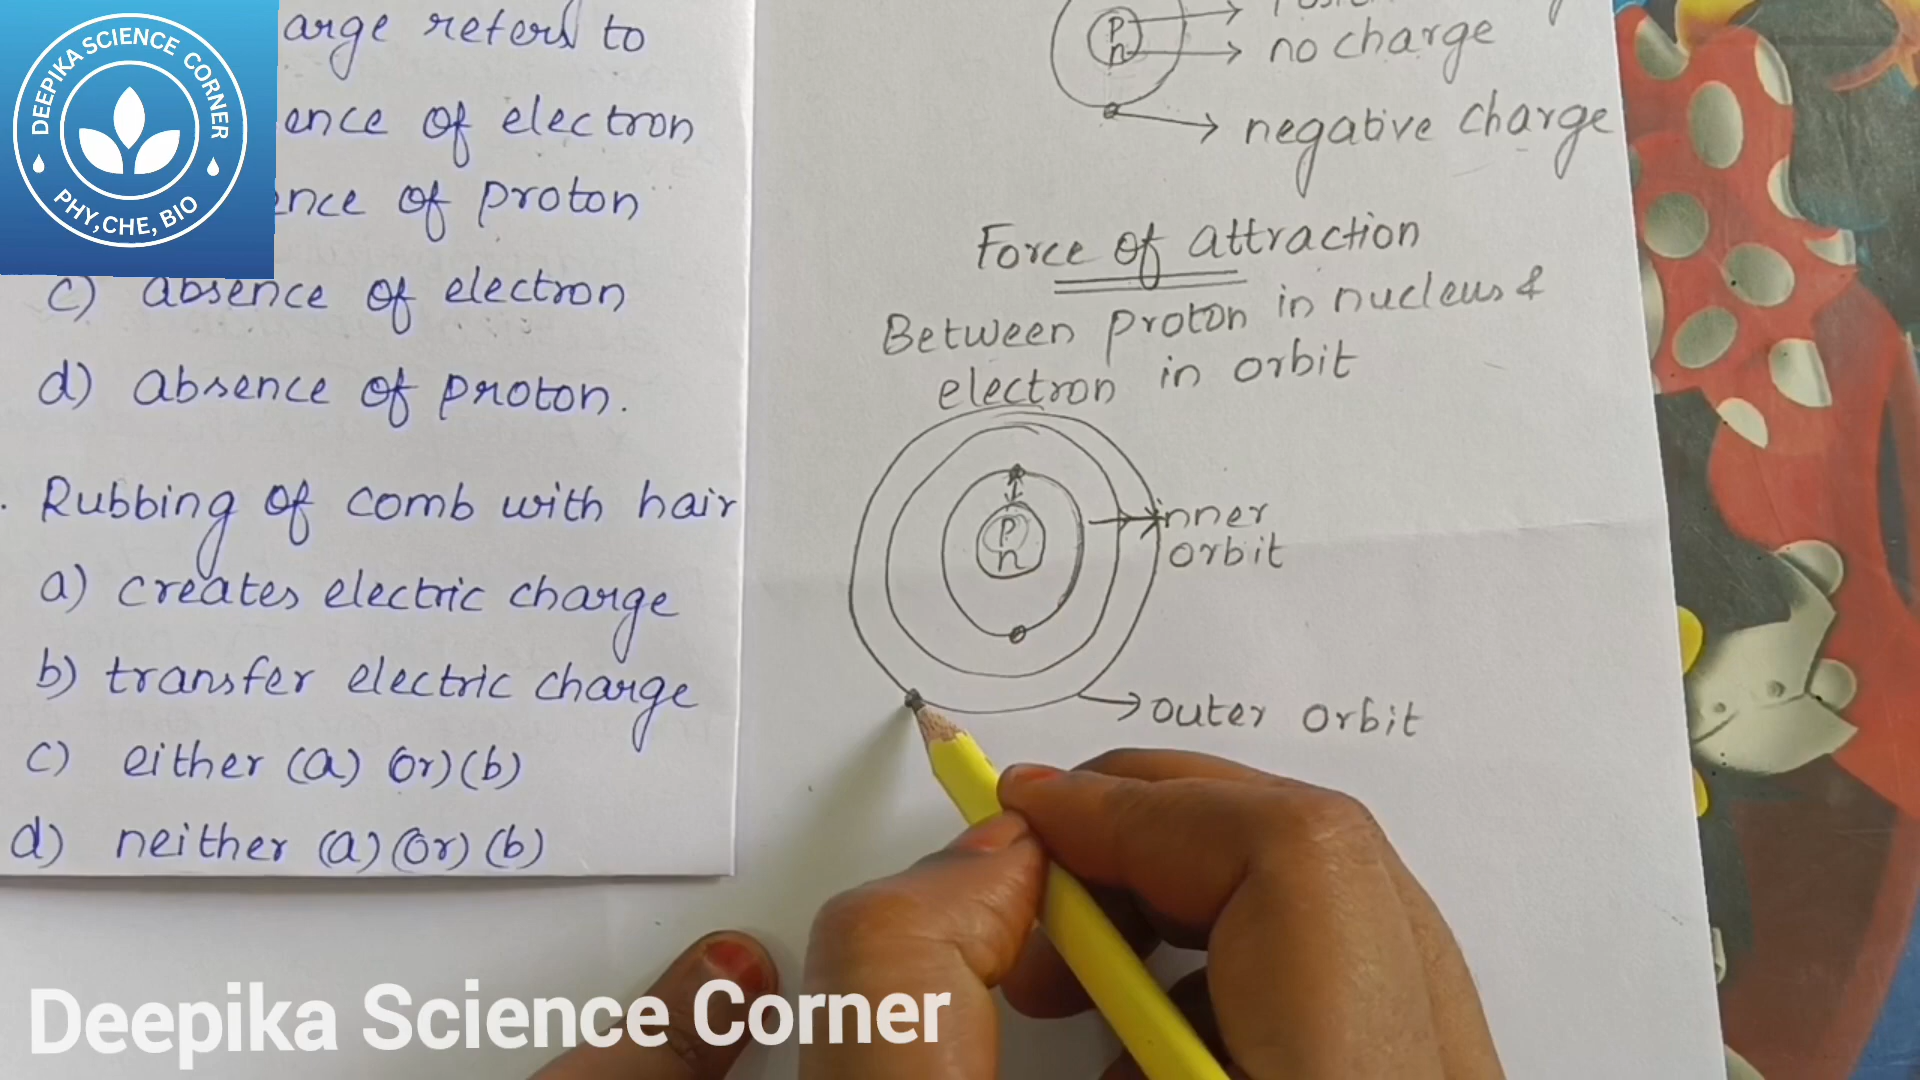 DEEPIKA SCIENCE CORNER
PHY,CHE, BIO
arge refers to
ence of electron
ence of proton
c) absence of electron
d) absence of proton.
. Rubbing of comb with hair
a) creates electric charge
b) transfer electric charge
c) either (a) (or) (b)
d) neither (a) (or) (b)
P
n
no charge
negative charge
Force of attraction
Between proton in nucleus &
electron in orbit
P
n
inner
orbit
outer orbit
Deepika Science Corner